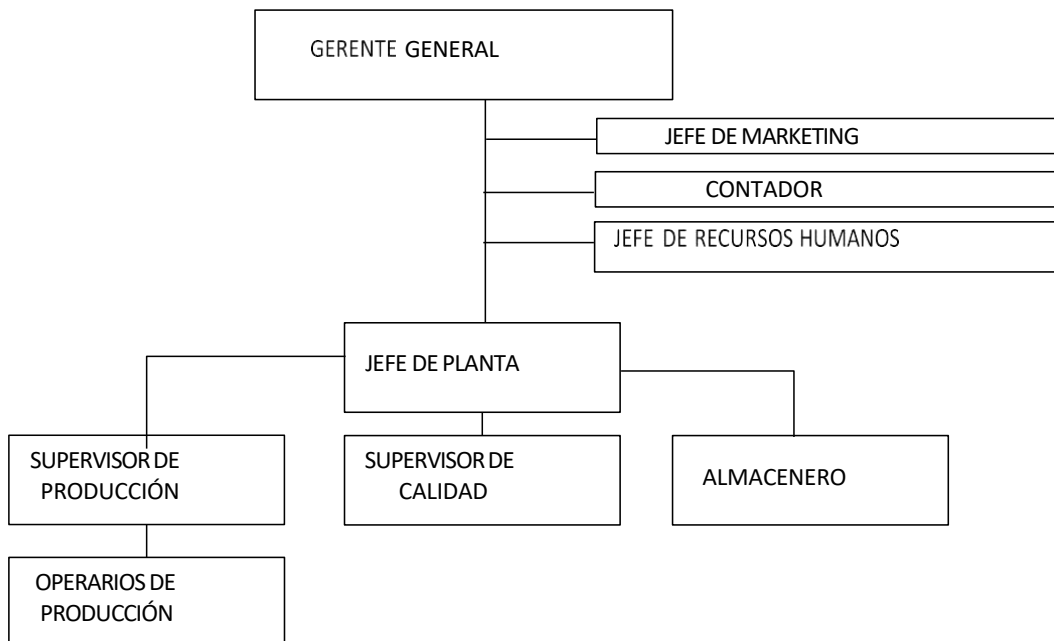 GERENTE GENERAL
JEFE DE MARKETING
CONTADOR
JEFE DE RECURSOS HUMANOS
JEFE DE PLANTA
SUPERVISOR DE
PRODUCCIÓN
SUPERVISOR DE
CALIDAD
ALMACENERO
OPERARIOS DE
PRODUCCIÓN